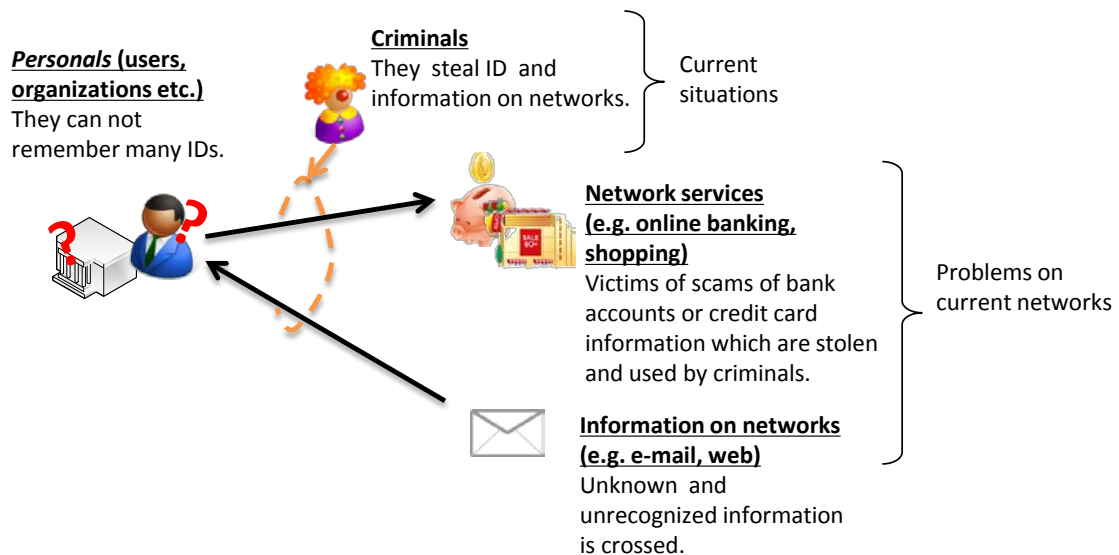 Personals (users,
organizations etc.)
They can not
remember many IDs.
Criminals
They steal ID and
information on networks.
Current
situations
? ?
SALE
50%
Network services
(e.g. online banking,
shopping)
Victims of scams of bank
accounts or credit card
information which are stolen
and used by criminals.
Problems on
current networks
Information on networks
(e.g. e-mail, web)
Unknown and
unrecognized information
is crossed.